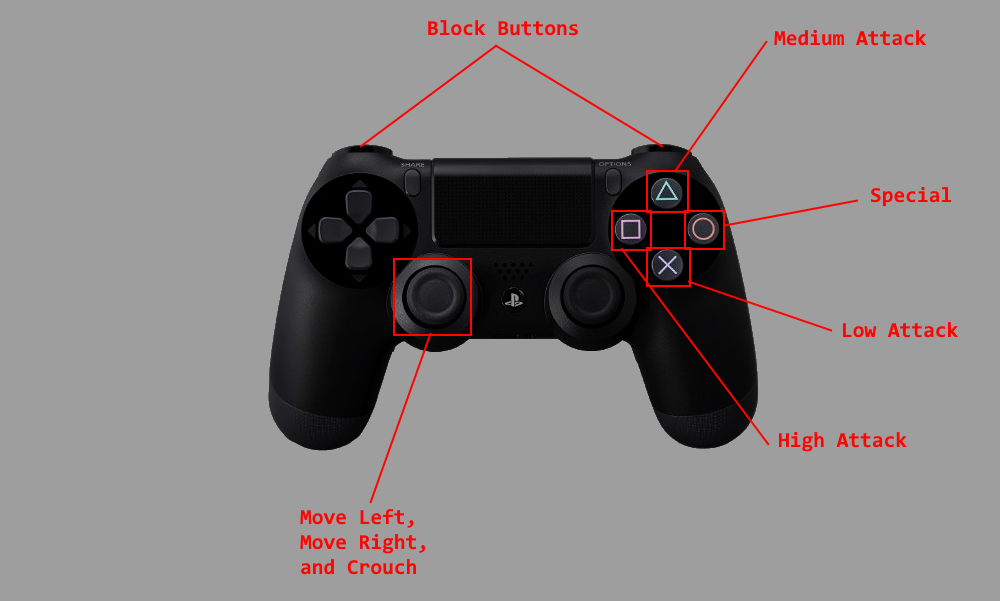 Block Buttons
Medium Attack
SHARE
OPTIONS
Special
Low Attack
High Attack
Move Left,
Move Right,
and Crouch